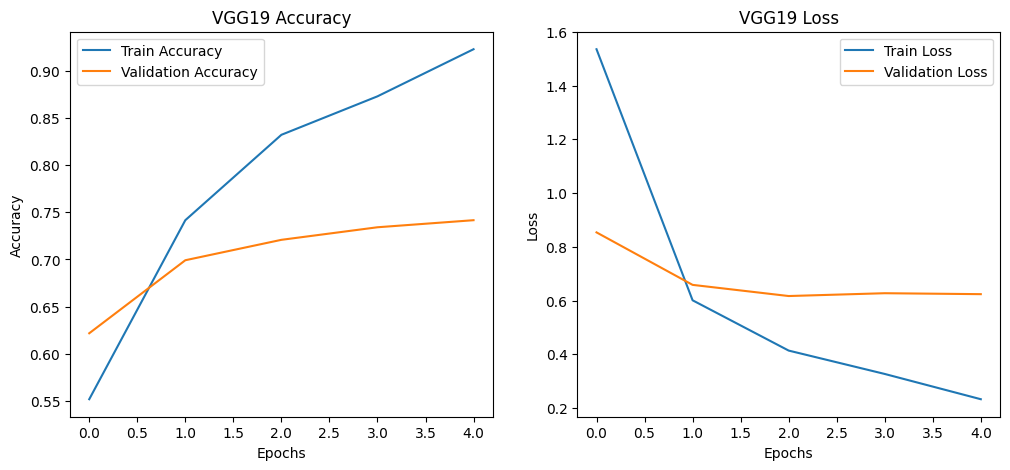 VGG19 Accuracy
Train Accuracy
Validation Accuracy
0.90
0.85
0.80
0.75
0.70
0.65
0.60
0.55
Accuracy
0.0 0.5 1.0 1.5 2.0 2.5 3.0 3.5 4.0
Epochs
VGG19 Loss
Train Loss
Validation Loss
1.6
1.4
1.2
1.0
0.8
0.6
0.4
0.2
Loss
0.0 0.5 1.0 1.5 2.0 2.5 3.0 3.5 4.0
Epochs